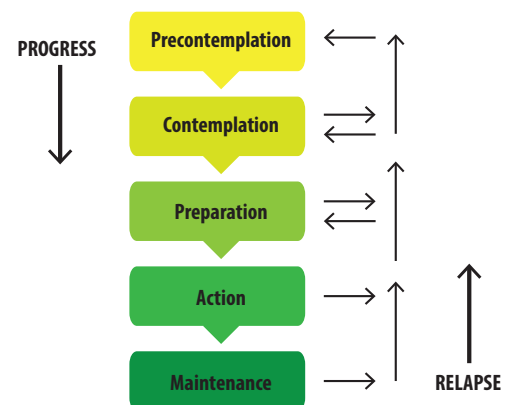 Precontemplation
PROGRESS
Contemplation
Preparation
Action
Maintenance
RELAPSE